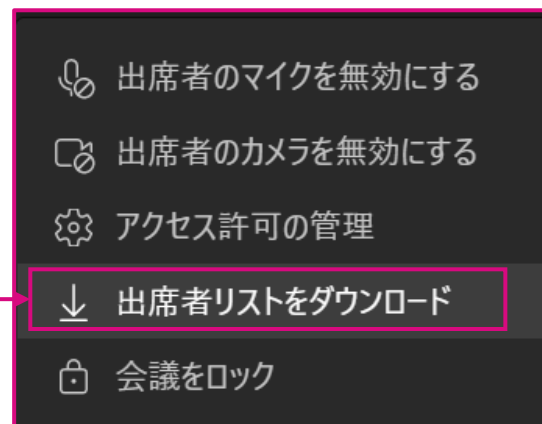 出席者のマイクを無効にする
出席者のカメラを無効にする
アクセス許可の管理
出席者リストをダウンロード
会議をロック